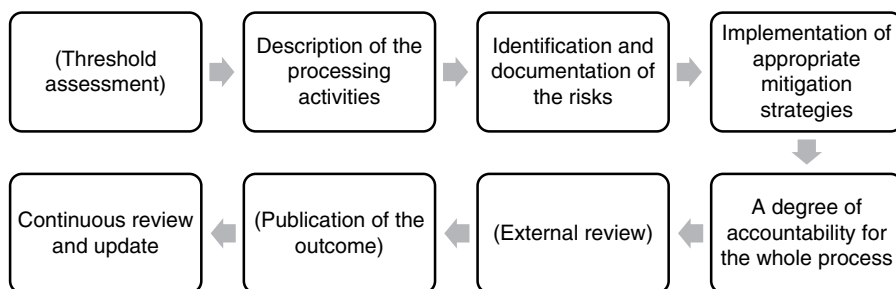 (Threshold
assessment)
Description of the
processing
activities
Identification and
documentation of
the risks
Implementation of
appropriate
mitigation
strategies
A degree of
accountability for
the whole process
(External review)
(Publication of the
outcome)
Continuous review
and update